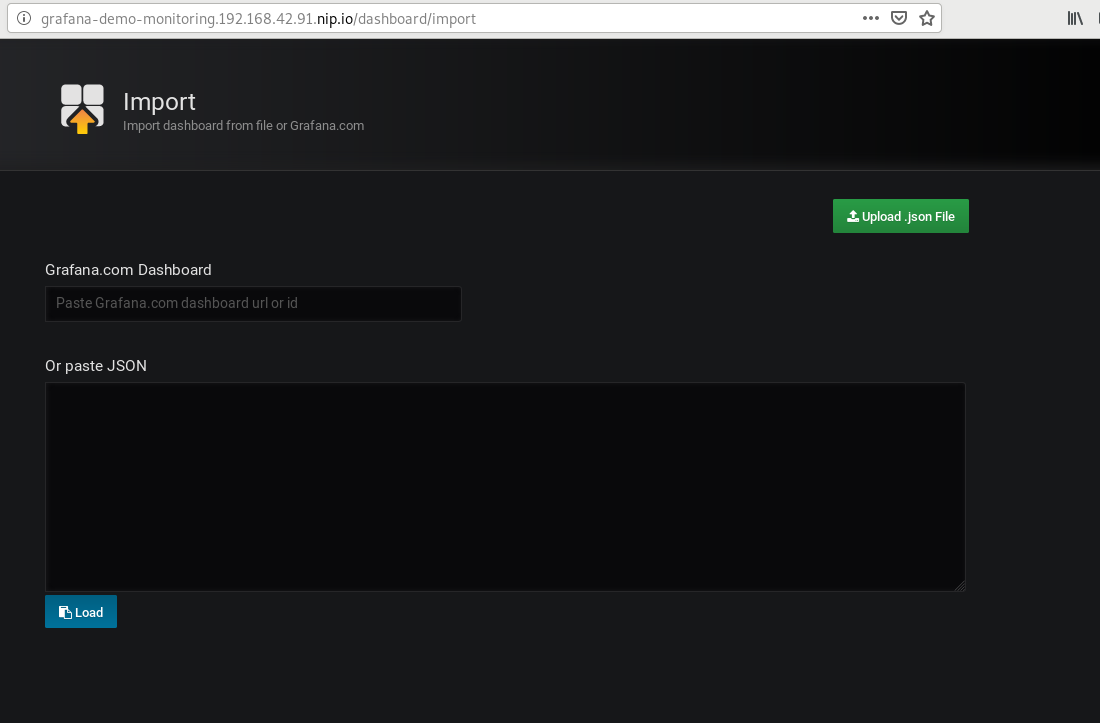 grafana-demo-monitoring.192.168.42.91.nip.io/dashboard/import
Import
Import dashboard from file or Grafana.com
Upload .json File
Grafana.com Dashboard
Paste Grafana.com dashboard url or id
Or paste JSON
Load